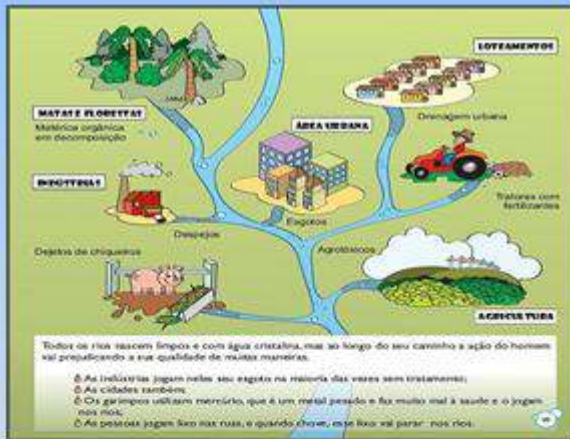 LOTEAMENTOS
MATAS E FLORESTAS
Matéria orgânica
em decomposição
Drenagem urbana
ÁREA URBANA
INDÚSTRIAS
Tratores com
fertilizantes
Esgotos
Despejos
Dejetos de chiqueiros
Agrotóxicos
AGRICULTURA
Todos os rios nascem limpos e com água cristalina, mas ao longo do seu caminho a ação do homem
vai prejudicando a sua qualidade de muitas maneiras.
As indústrias jogam neles seu esgoto na maioria das vezes sem tratamento;
As cidades também;
Os garimpos utilizam mercúrio, que é um metal pesado e faz muito mal à saúde e o jogam
nos rios;
As pessoas jogam lixo nas ruas, e quando chove, esse lixo vai parar nos rios.